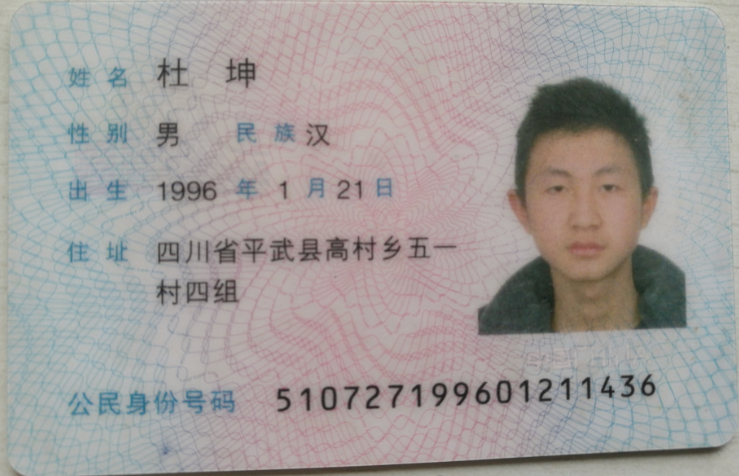 姓名 杜坤
性别 男 民族 汉
出生 1996 年 1 月 21 日
住址 四川省平武县高村乡五一
村四组
公民身份号码 510727199601211436